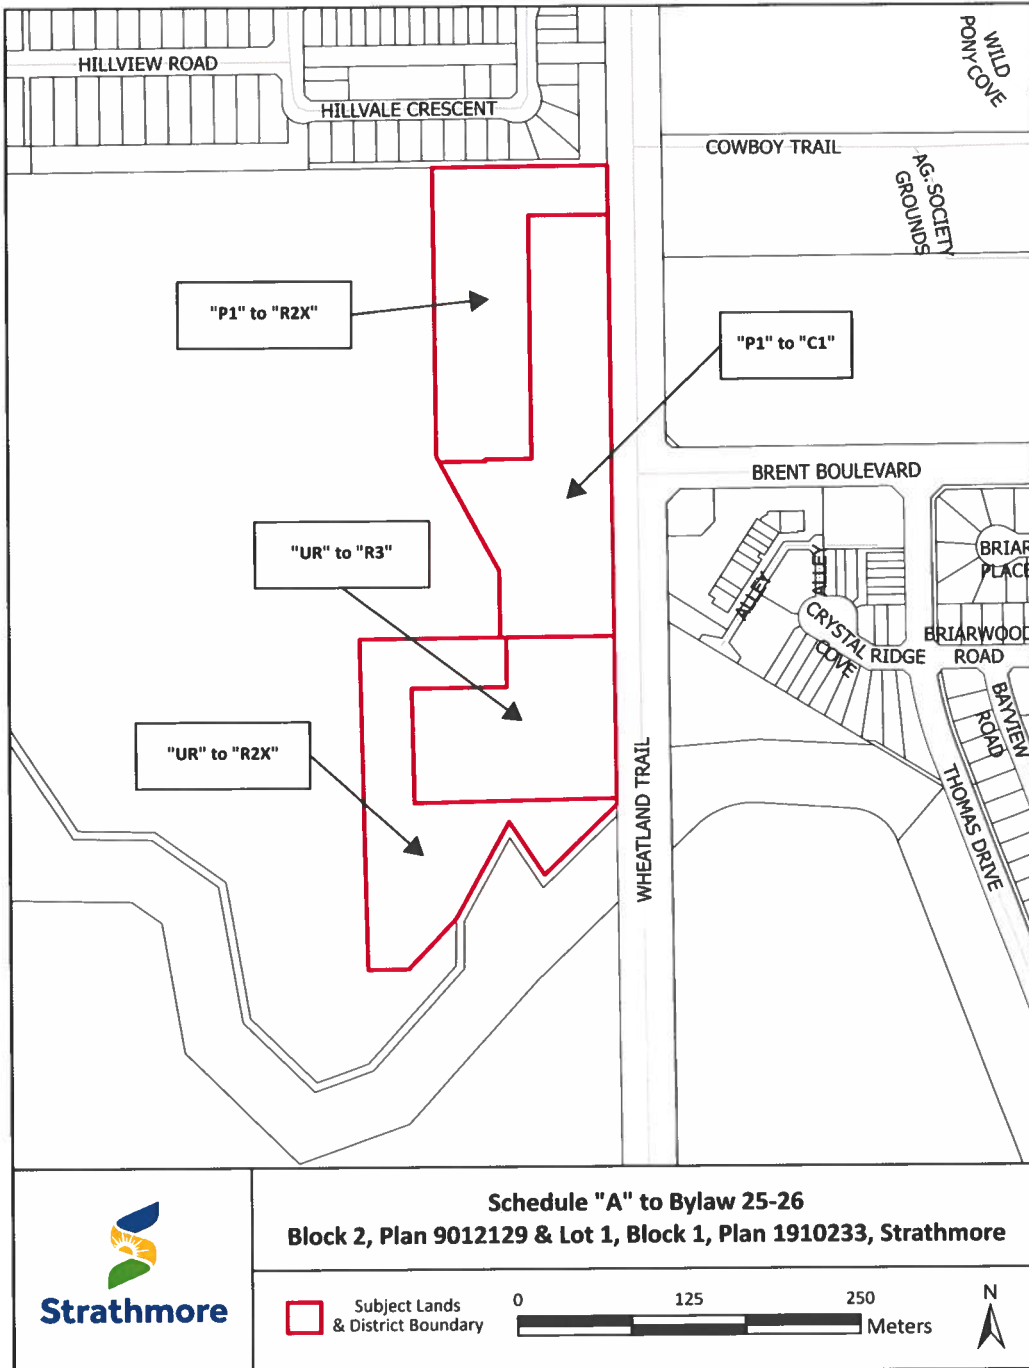 HILLVIEW ROAD
HILLVALE CRESCENT
WILD
PONY COVE
COWBOY TRAIL
AG. SOCIETY
GROUNDS
"P1" to "R2X"
"P1" to "C1"
BRENT BOULEVARD
"UR" to "R3"
ALLEY
ALLEY
BRIAR
PLACE
CRYSTAL
COVE
RIDGE
BRIARWOOD
ROAD
BAYVIEW
ROAD
"UR" to "R2X"
WHEATLAND TRAIL
THOMAS DRIVE
Strathmore
Schedule "A" to Bylaw 25-26
Block 2, Plan 9012129 & Lot 1, Block 1, Plan 1910233, Strathmore
Subject Lands
& District Boundary
0 125 250
Meters
N